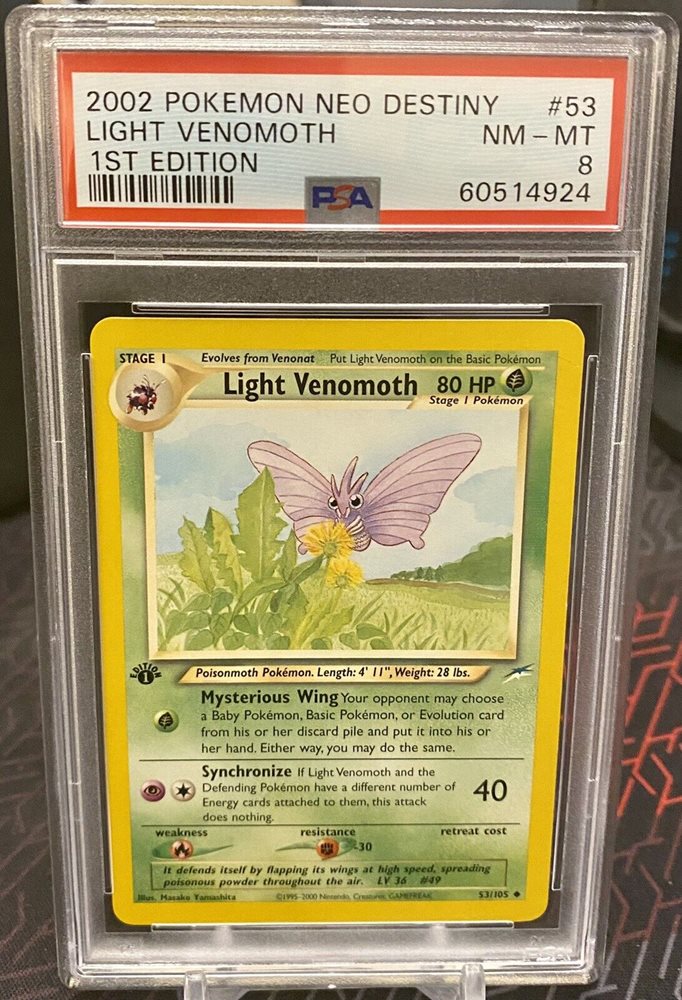 2002 POKEMON NEO DESTINY #53
LIGHT VENOMOTH NM - MT
1ST EDITION 8
PSA 60514924
STAGE 1 Evolves from Venonat Put Light Venomoth on the Basic Pokémon
Light Venomoth 80 HP
Stage 1 Pokémon
EDITION 1
Poisonmoth Pokémon. Length: 4' 11", Weight: 28 lbs.
Mysterious Wing Your opponent may choose
a Baby Pokémon, Basic Pokémon, or Evolution card
from his or her discard pile and put it into his or
her hand. Either way, you may do the same.
Synchronize If Light Venomoth and the
Defending Pokémon have a different number of
Energy cards attached to them, this attack
does nothing.
40
weakness resistance retreat cost
-30
It defends itself by flapping its wings at high speed, spreading
poisonous powder throughout the air. LV 36 #49
Illus. Masako Yamashita ©1995-2000 Nintendo, Creatures, GAMEFREAK. 53/105